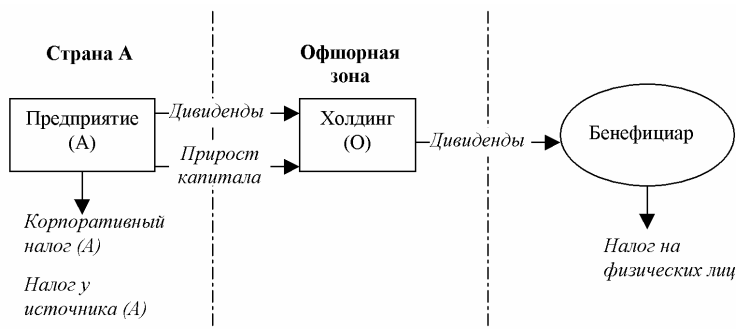 Страна А
Офшорная
зона
Предприятие
(А)
Дивиденды
Прирост
капитала
Холдинг
(О)
Дивиденды
Бенефициар
Корпоративный
налог (А)
Налог у
источника (А)
Налог на
физических лиц